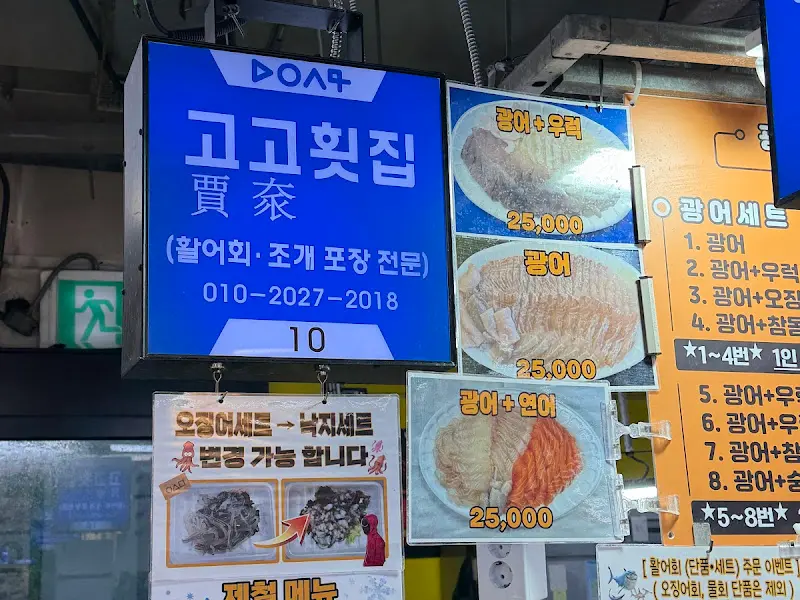 고고횟집
賈 衮
(활어회·조개 포장 전문)
010-2027-2018
10
광어+우럭
25,000
광어
25,000
광어+연어
25,000
오징어세트 → 낙지세트
변경 가능 합니다
제철 메뉴
광어세트
1. 광어
2. 광어+우럭
3. 광어+오징
4. 광어+참돔
★1~4번★ 1인
5. 광어+우럭
6. 광어+우
7. 광어+참
8. 광어+숭
★5~8번★
[ 활어회 (단품·세트) 주문 이벤트 ]
( 오징어회, 물회 단품은 제외 )